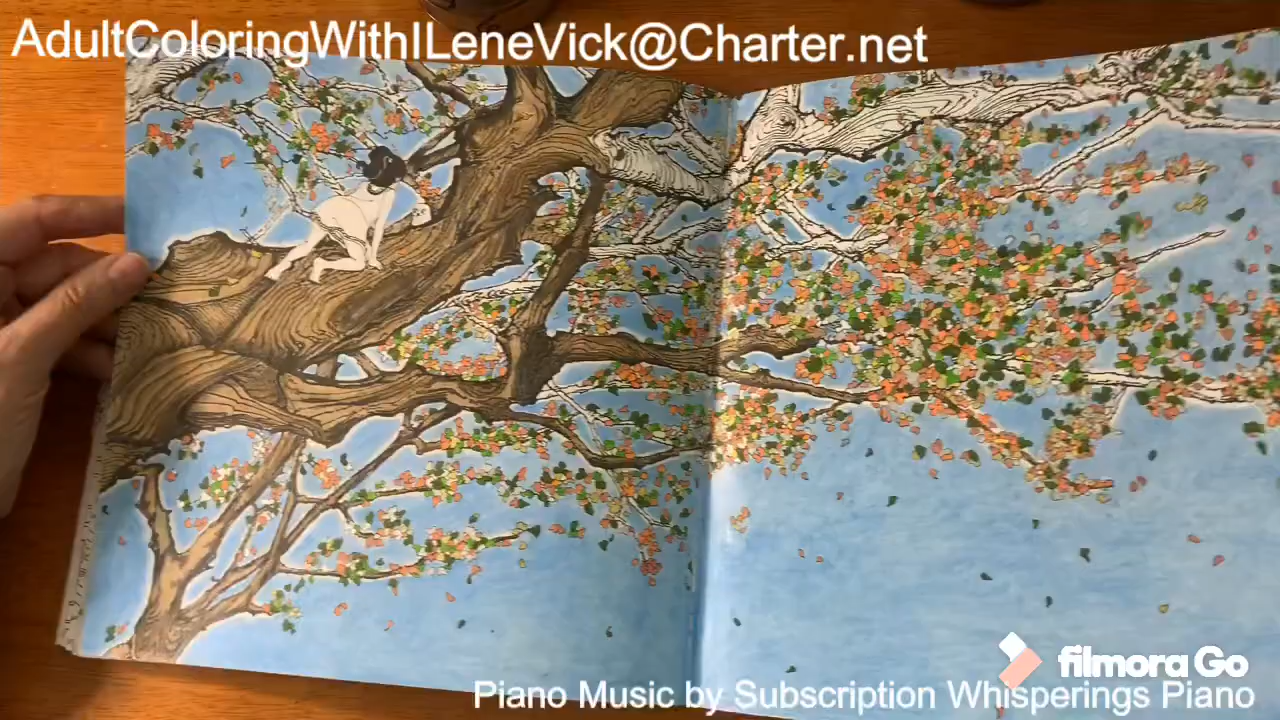 AdultColoringWithILeneVick@Charter.net
filmora Go
Piano Music by Subscription Whisperings Piano